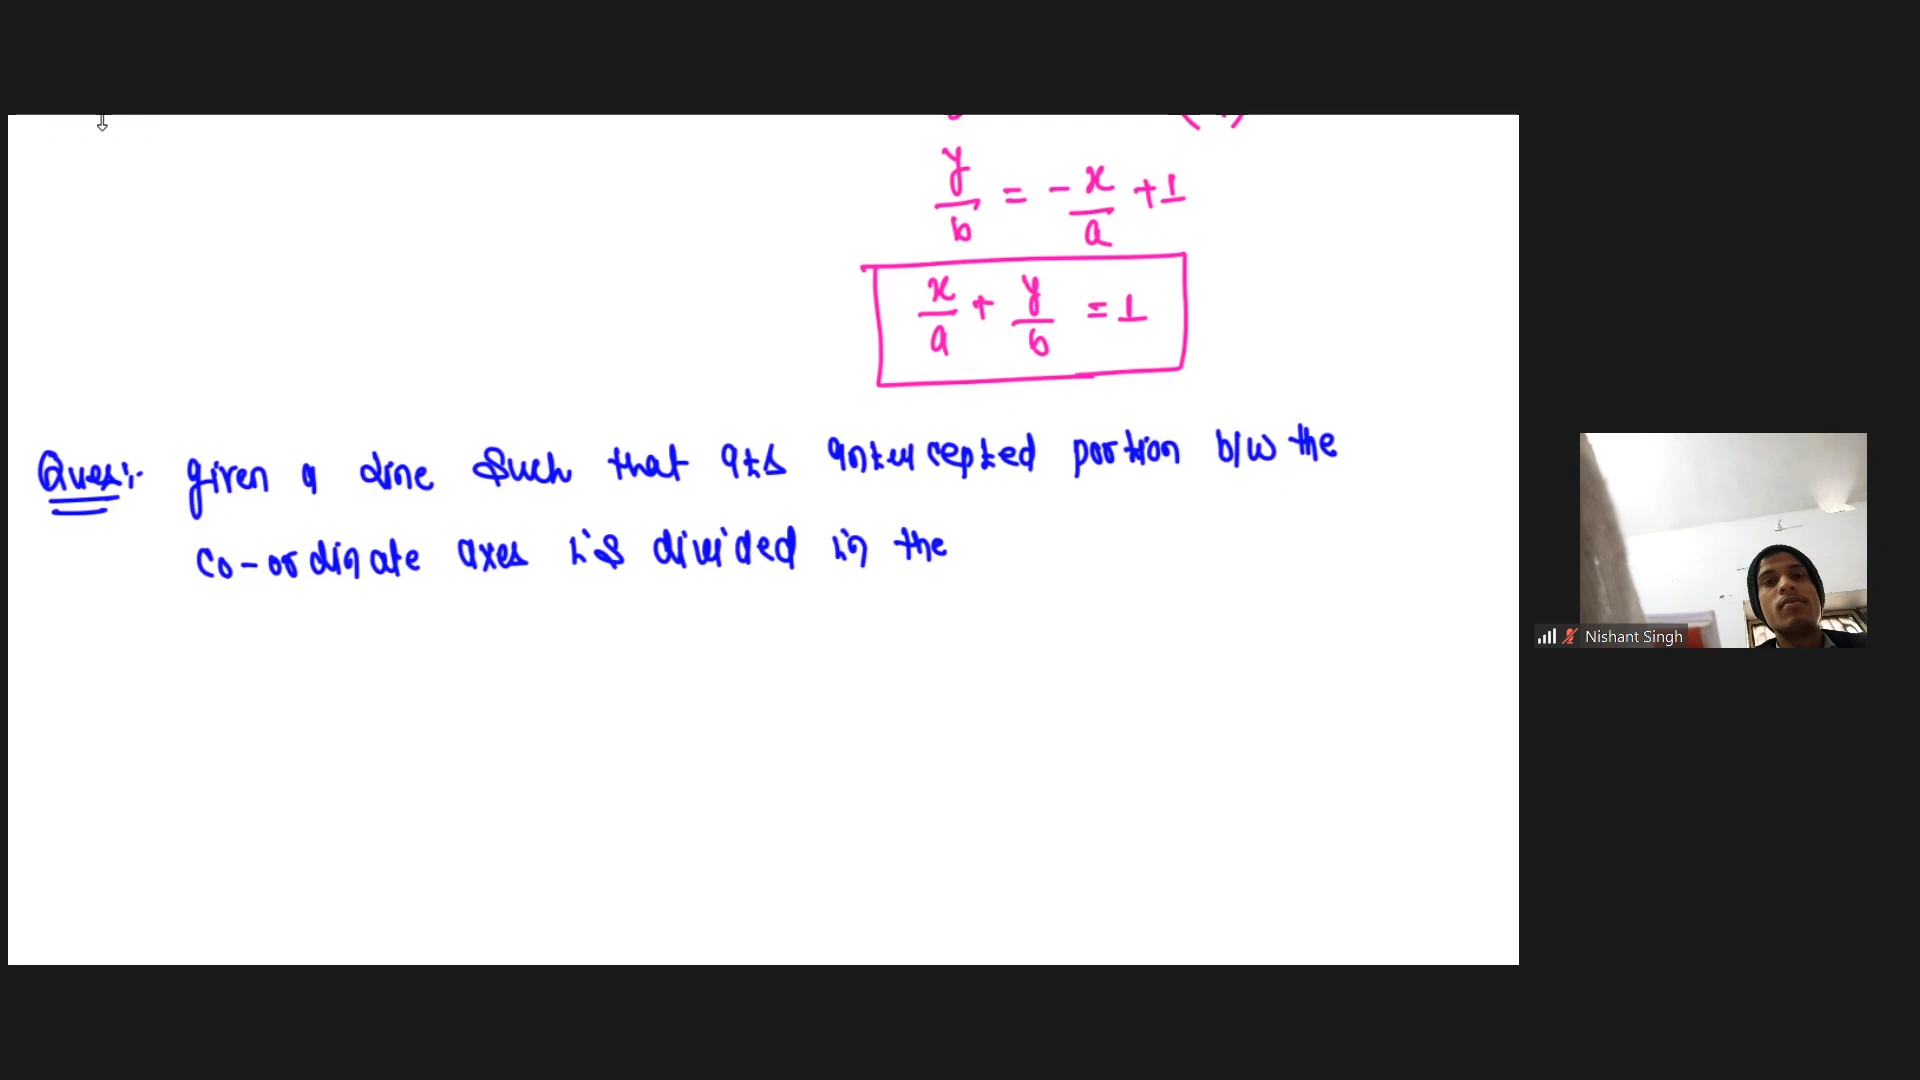 y/b = -x/a + 1
x/a + y/b = 1
Ques:- given a line such that its intercepted portion b/w the
co-ordinate axes is divided in the
Nishant Singh